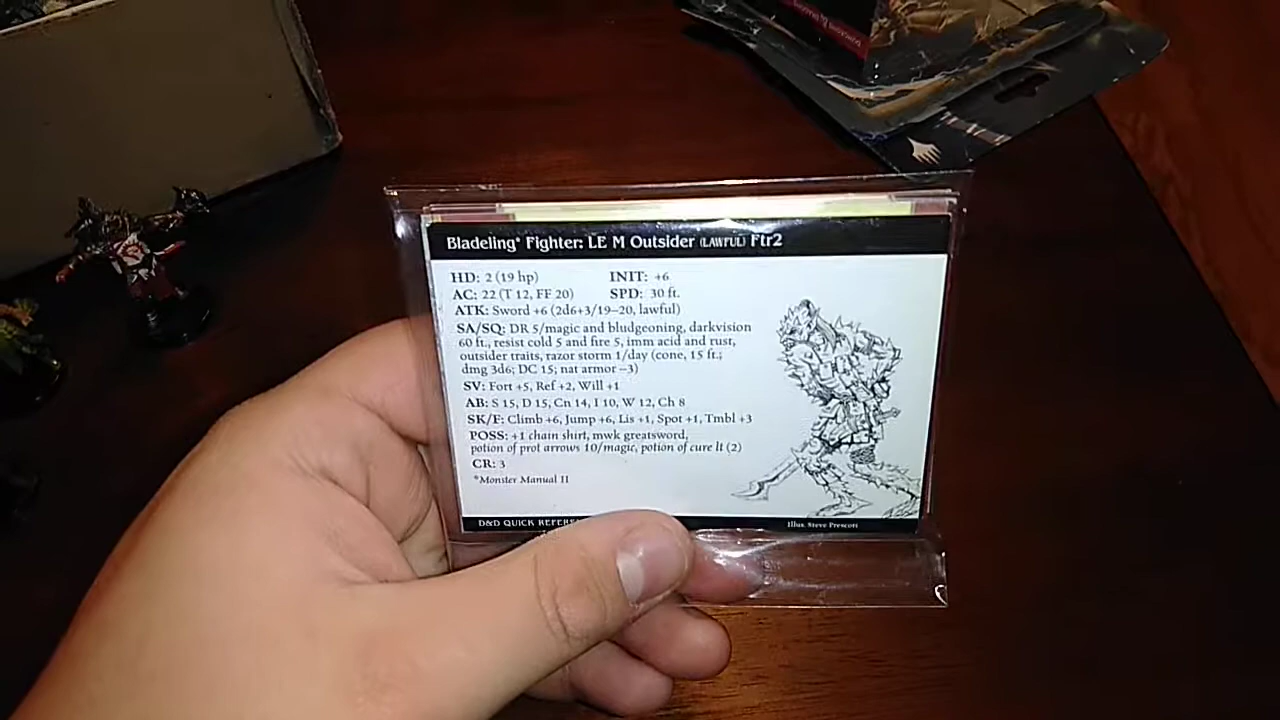 Bladeling* Fighter: LE M Outsider (LAWFUL) Ftr2
HD: 2 (19 hp) INIT: +6
AC: 22 (T 12, FF 20) SPD: 30 ft.
ATK: Sword +6 (2d6+3/19–20, lawful)
SA/SQ: DR 5/magic and bludgeoning, darkvision
60 ft., resist cold 5 and fire 5, imm acid and rust,
outsider traits, razor storm 1/day (cone, 15 ft.;
dmg 3d6; DC 15; nat armor –3)
SV: Fort +5, Ref +2, Will +1
AB: S 15, D 15, Cn 14, I 10, W 12, Ch 8
SK/F: Climb +6, Jump +6, Lis +1, Spot +1, Tmbl +3
POSS: +1 chain shirt, mwk greatsword,
potion of prot arrows 10/magic, potion of cure lt (2)
CR: 3
*Monster Manual II
D&D QUICK Illus. Steve Prescott